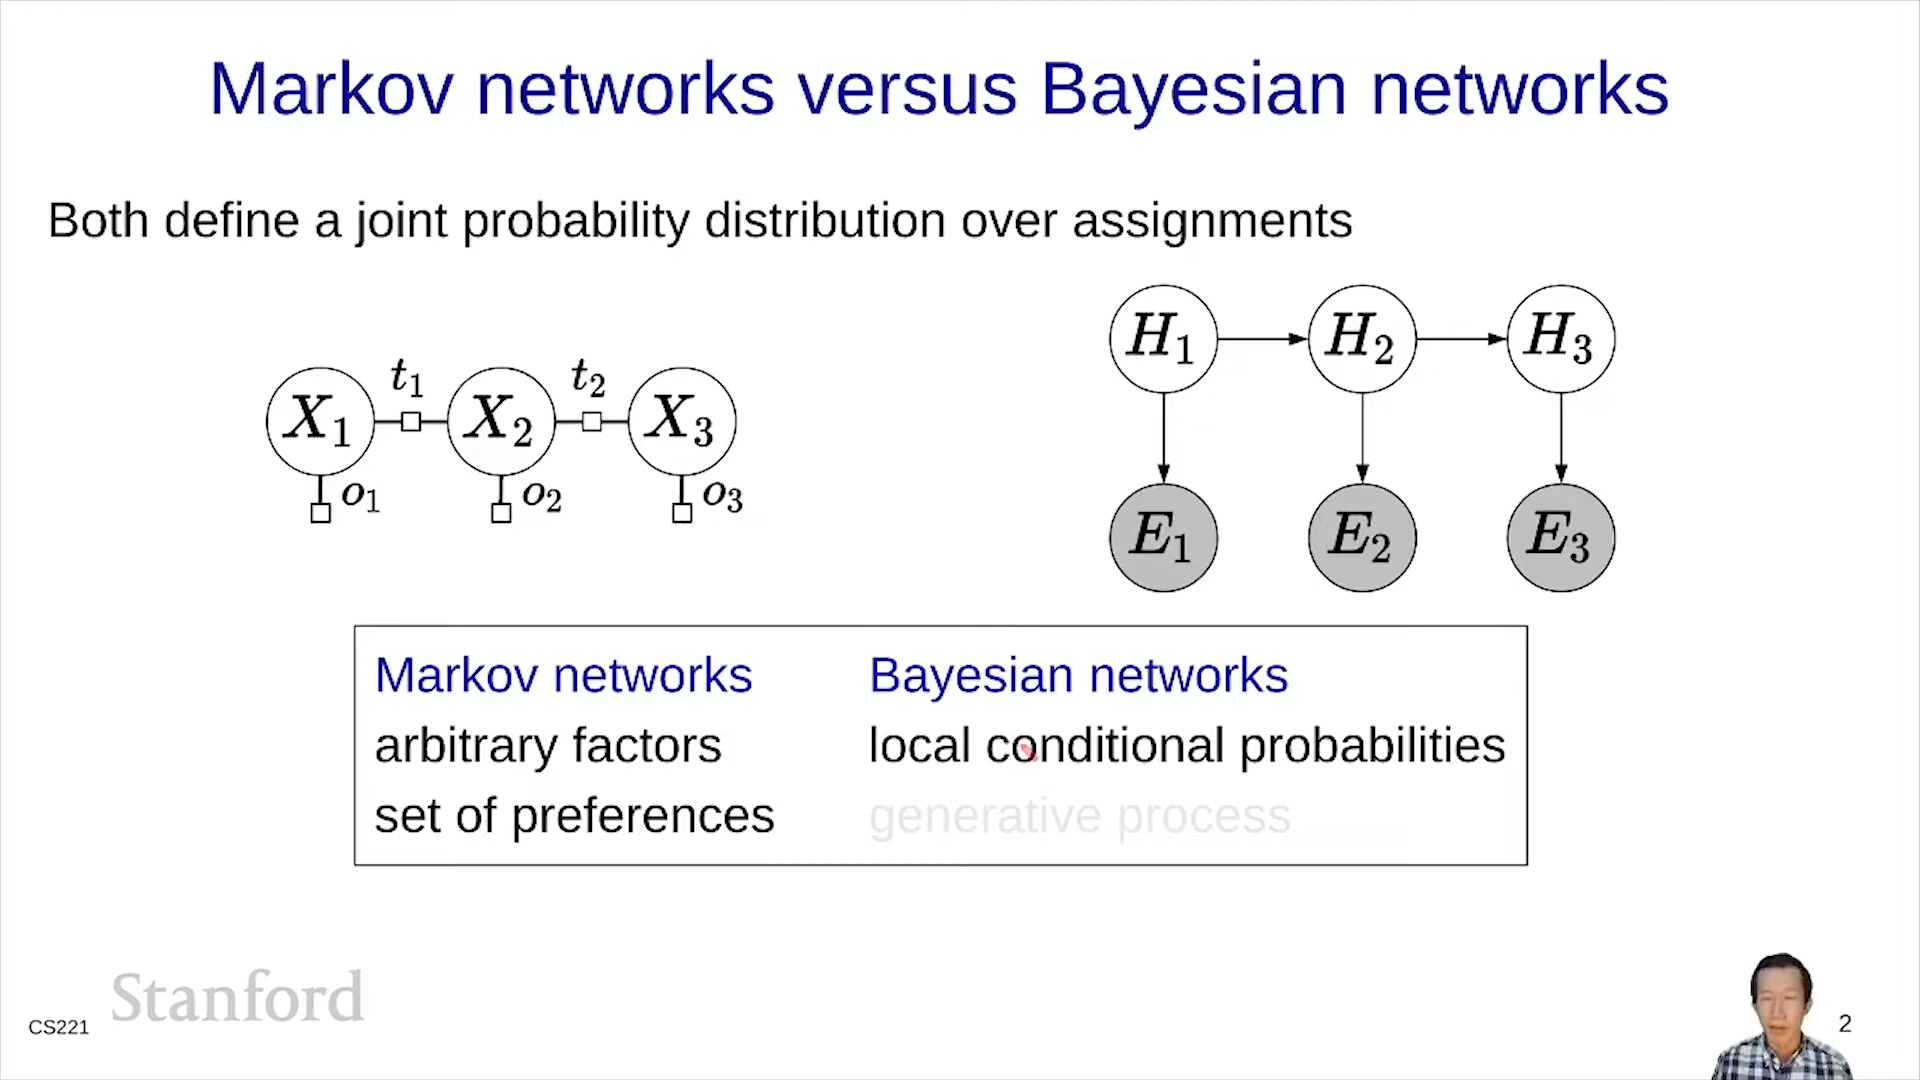 Markov networks versus Bayesian networks
Both define a joint probability distribution over assignments
X1 t1 X2 t2 X3
o1 o2 o3
H1 H2 H3
E1 E2 E3
Markov networks Bayesian networks
arbitrary factors local conditional probabilities
set of preferences generative process
Stanford
CS221
2